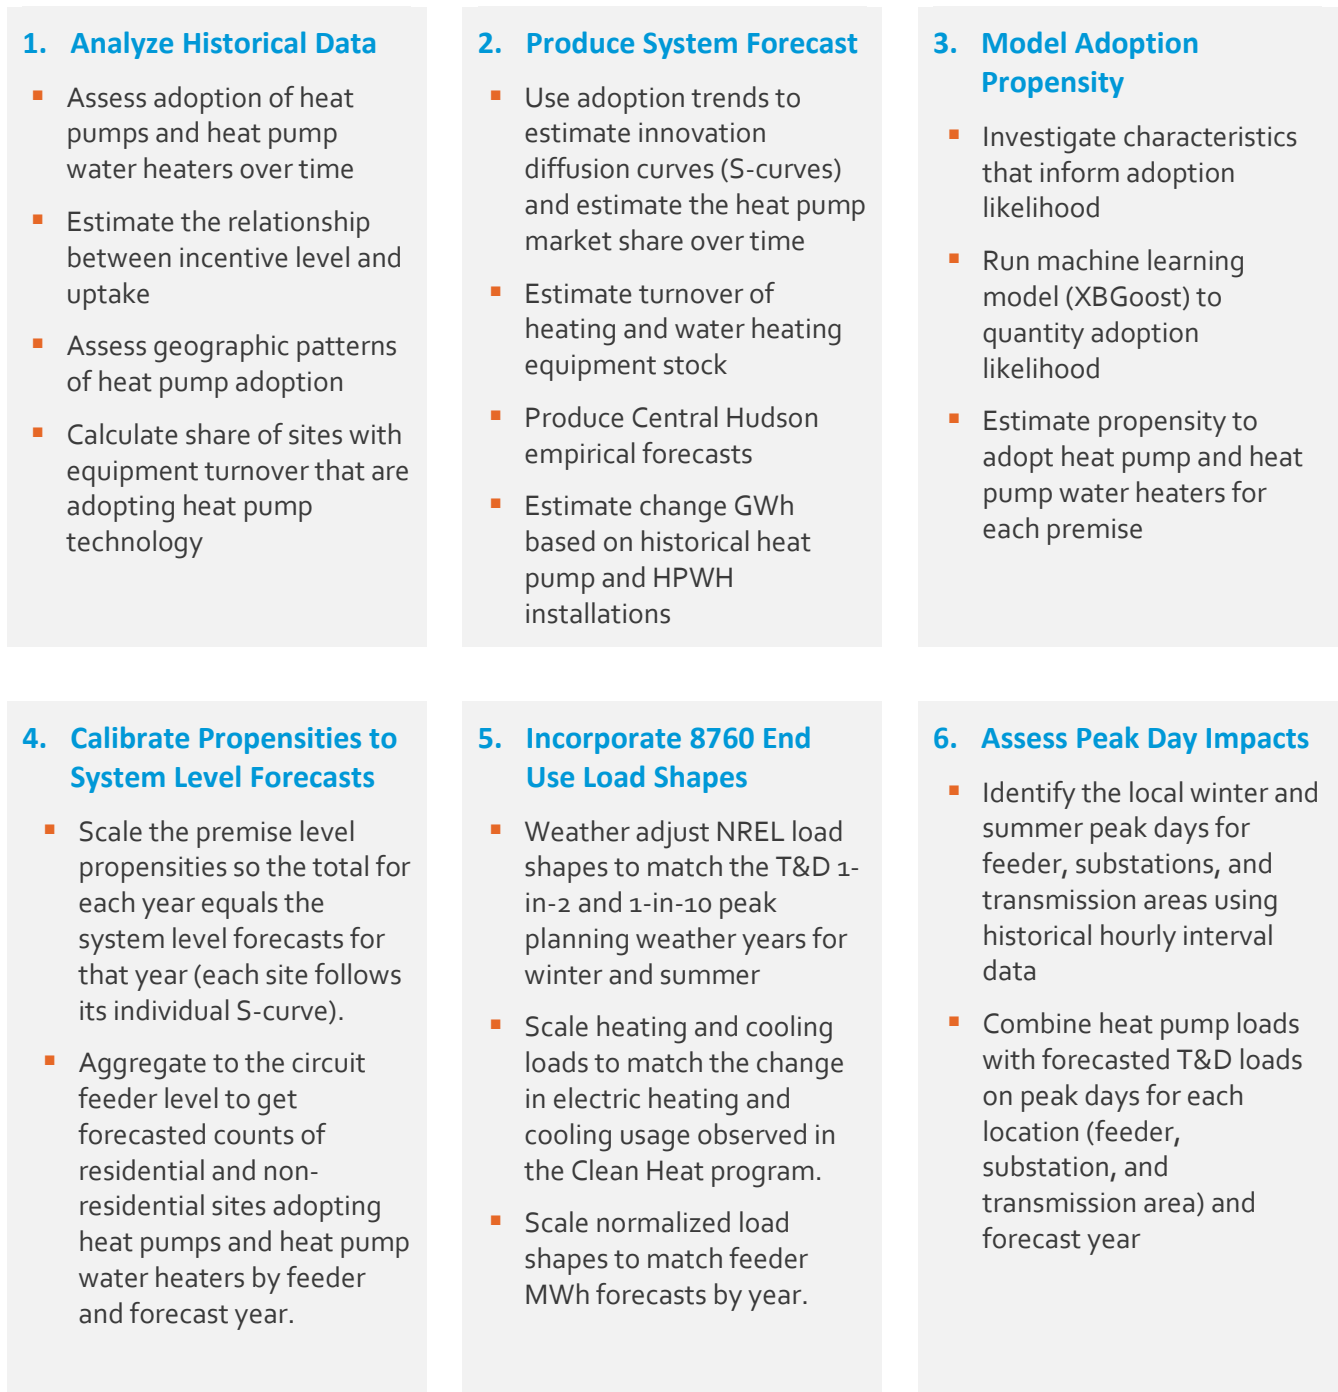 1. Analyze Historical Data
▪ Assess adoption of heat
pumps and heat pump
water heaters over time
▪ Estimate the relationship
between incentive level and
uptake
▪ Assess geographic patterns
of heat pump adoption
▪ Calculate share of sites with
equipment turnover that are
adopting heat pump
technology
2. Produce System Forecast
▪ Use adoption trends to
estimate innovation
diffusion curves (S-curves)
and estimate the heat pump
market share over time
▪ Estimate turnover of
heating and water heating
equipment stock
▪ Produce Central Hudson
empirical forecasts
▪ Estimate change GWh
based on historical heat
pump and HPWH
installations
3. Model Adoption
Propensity
▪ Investigate characteristics
that inform adoption
likelihood
▪ Run machine learning
model (XBGoost) to
quantity adoption
likelihood
▪ Estimate propensity to
adopt heat pump and heat
pump water heaters for
each premise
4. Calibrate Propensities to
System Level Forecasts
▪ Scale the premise level
propensities so the total for
each year equals the
system level forecasts for
that year (each site follows
its individual S-curve).
▪ Aggregate to the circuit
feeder level to get
forecasted counts of
residential and non-
residential sites adopting
heat pumps and heat pump
water heaters by feeder
and forecast year.
5. Incorporate 8760 End
Use Load Shapes
▪ Weather adjust NREL load
shapes to match the T&D 1-
in-2 and 1-in-10 peak
planning weather years for
winter and summer
▪ Scale heating and cooling
loads to match the change
in electric heating and
cooling usage observed in
the Clean Heat program.
▪ Scale normalized load
shapes to match feeder
MWh forecasts by year.
6. Assess Peak Day Impacts
▪ Identify the local winter and
summer peak days for
feeder, substations, and
transmission areas using
historical hourly interval
data
▪ Combine heat pump loads
with forecasted T&D loads
on peak days for each
location (feeder,
substation, and
transmission area) and
forecast year